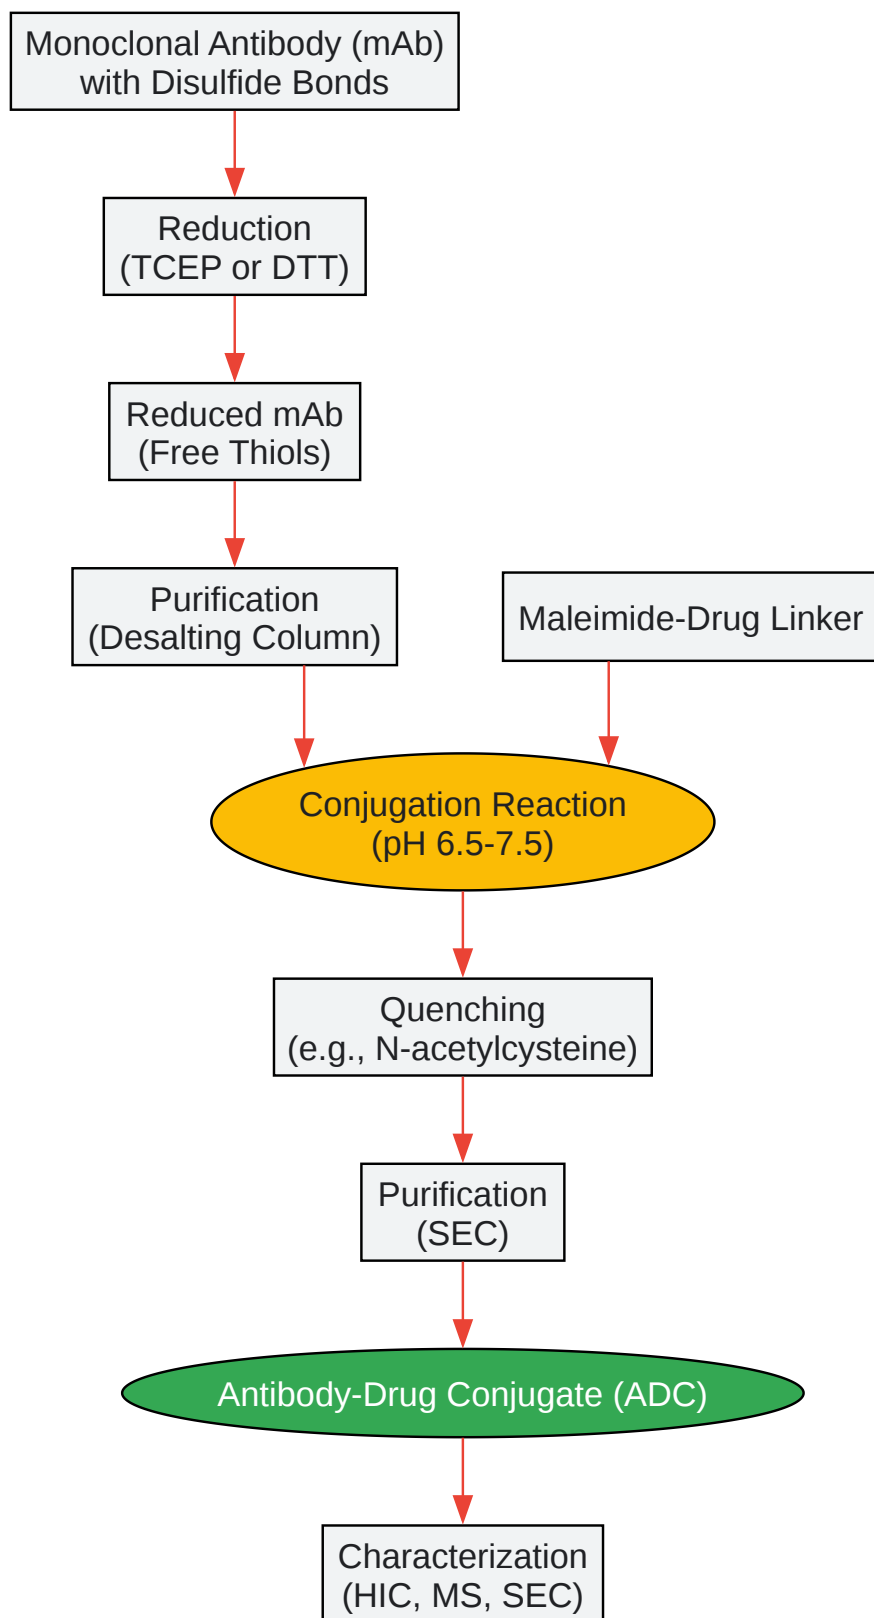 Monoclonal Antibody (mAb)
with Disulfide Bonds
Reduction
(TCEP or DTT)
Reduced mAb
(Free Thiols)
Purification
(Desalting Column)
Maleimide-Drug Linker
Conjugation Reaction
(pH 6.5-7.5)
Quenching
(e.g., N-acetylcysteine)
Purification
(SEC)
Antibody-Drug Conjugate (ADC)
Characterization
(HIC, MS, SEC)